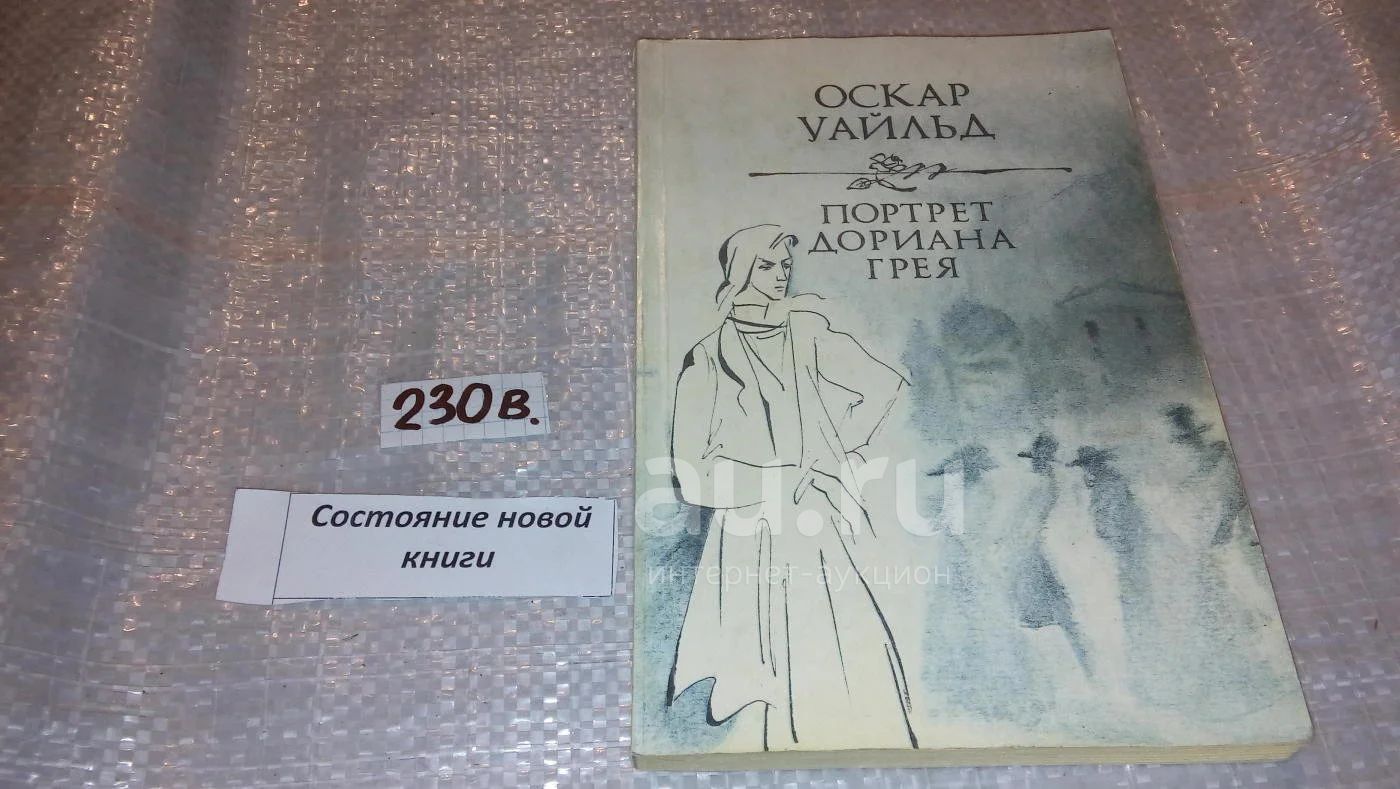 ОСКАР
УАЙЛЬД
ПОРТРЕТ
ДОРИАНА
ГРЕЯ
230в.
Состояние новой
книги
au.ru
интернет-аукцион